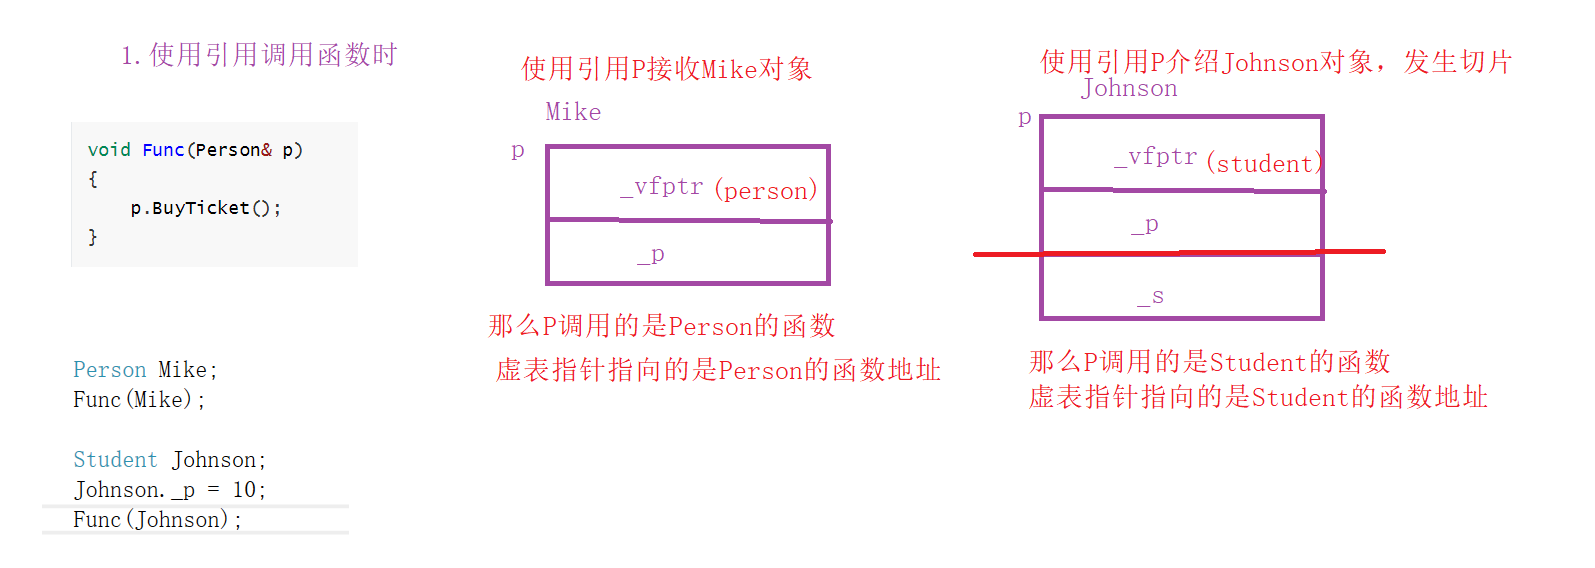 1.使用引用调用函数时
void Func(Person& p)
{
    p.BuyTicket();
}
Person Mike;
Func(Mike);
Student Johnson;
Johnson._p = 10;
Func(Johnson);
使用引用P接收Mike对象
Mike
p
_vfptr (person)
_p
那么P调用的是Person的函数
虚表指针指向的是Person的函数地址
使用引用P介绍Johnson对象，发生切片
Johnson
p
_vfptr (student)
_p
_s
那么P调用的是Student的函数
虚表指针指向的是Student的函数地址